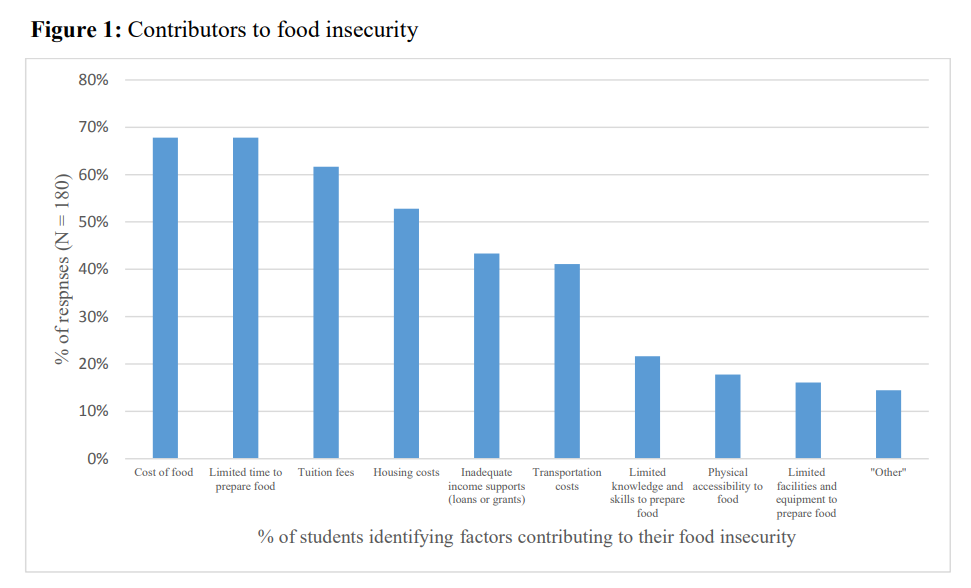 Figure 1: Contributors to food insecurity
80%
70%
60%
50%
40%
30%
20%
10%
0%
% of respnses (N = 180)
Cost of food
Limited time to
prepare food
Tuition fees
Housing costs
Inadequate
income supports
(loans or grants)
Transportation
costs
Limited
knowledge and
skills to prepare
food
Physical
accessibility to
food
Limited
facilities and
equipment to
prepare food
"Other"
% of students identifying factors contributing to their food insecurity